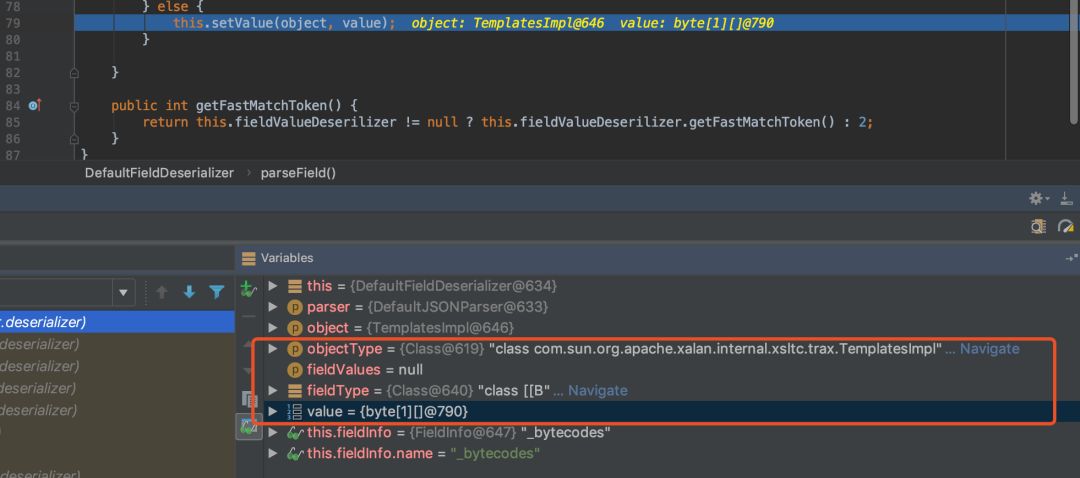 78 } else {
79 this.setValue(object, value); object: TemplatesImpl@646 value: byte[1][]@790
80 }
81
82 }
83
84 public int getFastMatchToken() {
85 return this.fieldValueDeserilizer != null ? this.fieldValueDeserilizer.getFastMatchToken() : 2;
86 }
87 }
DefaultFieldDeserializer › parseField()
Variables
this = {DefaultFieldDeserializer@634}
parser = {DefaultJSONParser@633}
object = {TemplatesImpl@646}
.deserializer)
objectType = {Class@619} "class com.sun.org.apache.xalan.internal.xsltc.trax.TemplatesImpl"... Navigate
deserializer)
fieldValues = null
deserializer)
fieldType = {Class@640} "class [[B"... Navigate
deserializer)
value = {byte[1][]@790}
)
this.fieldInfo = {FieldInfo@647} "_bytecodes"
deserializer)
this.fieldInfo.name = "_bytecodes"